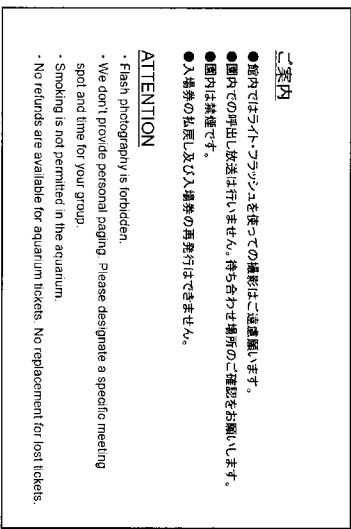 ご案内
●館内ではライト・フラッシュを使っての撮影はご遠慮願います。
●園内での呼出し放送は行いません。待ち合わせ場所のご確認をお願いします。
●園内は禁煙です。
●入場券の払戻し及び入場券の再発行はできません。
ATTENTION
・Flash photography is forbidden.
・We don't provide personal paging. Please designate a specific meeting
spot and time for your group.
・Smoking is not permitted in the aquarium.
・No refunds are available for aquarium tickets. No replacement for lost tickets.